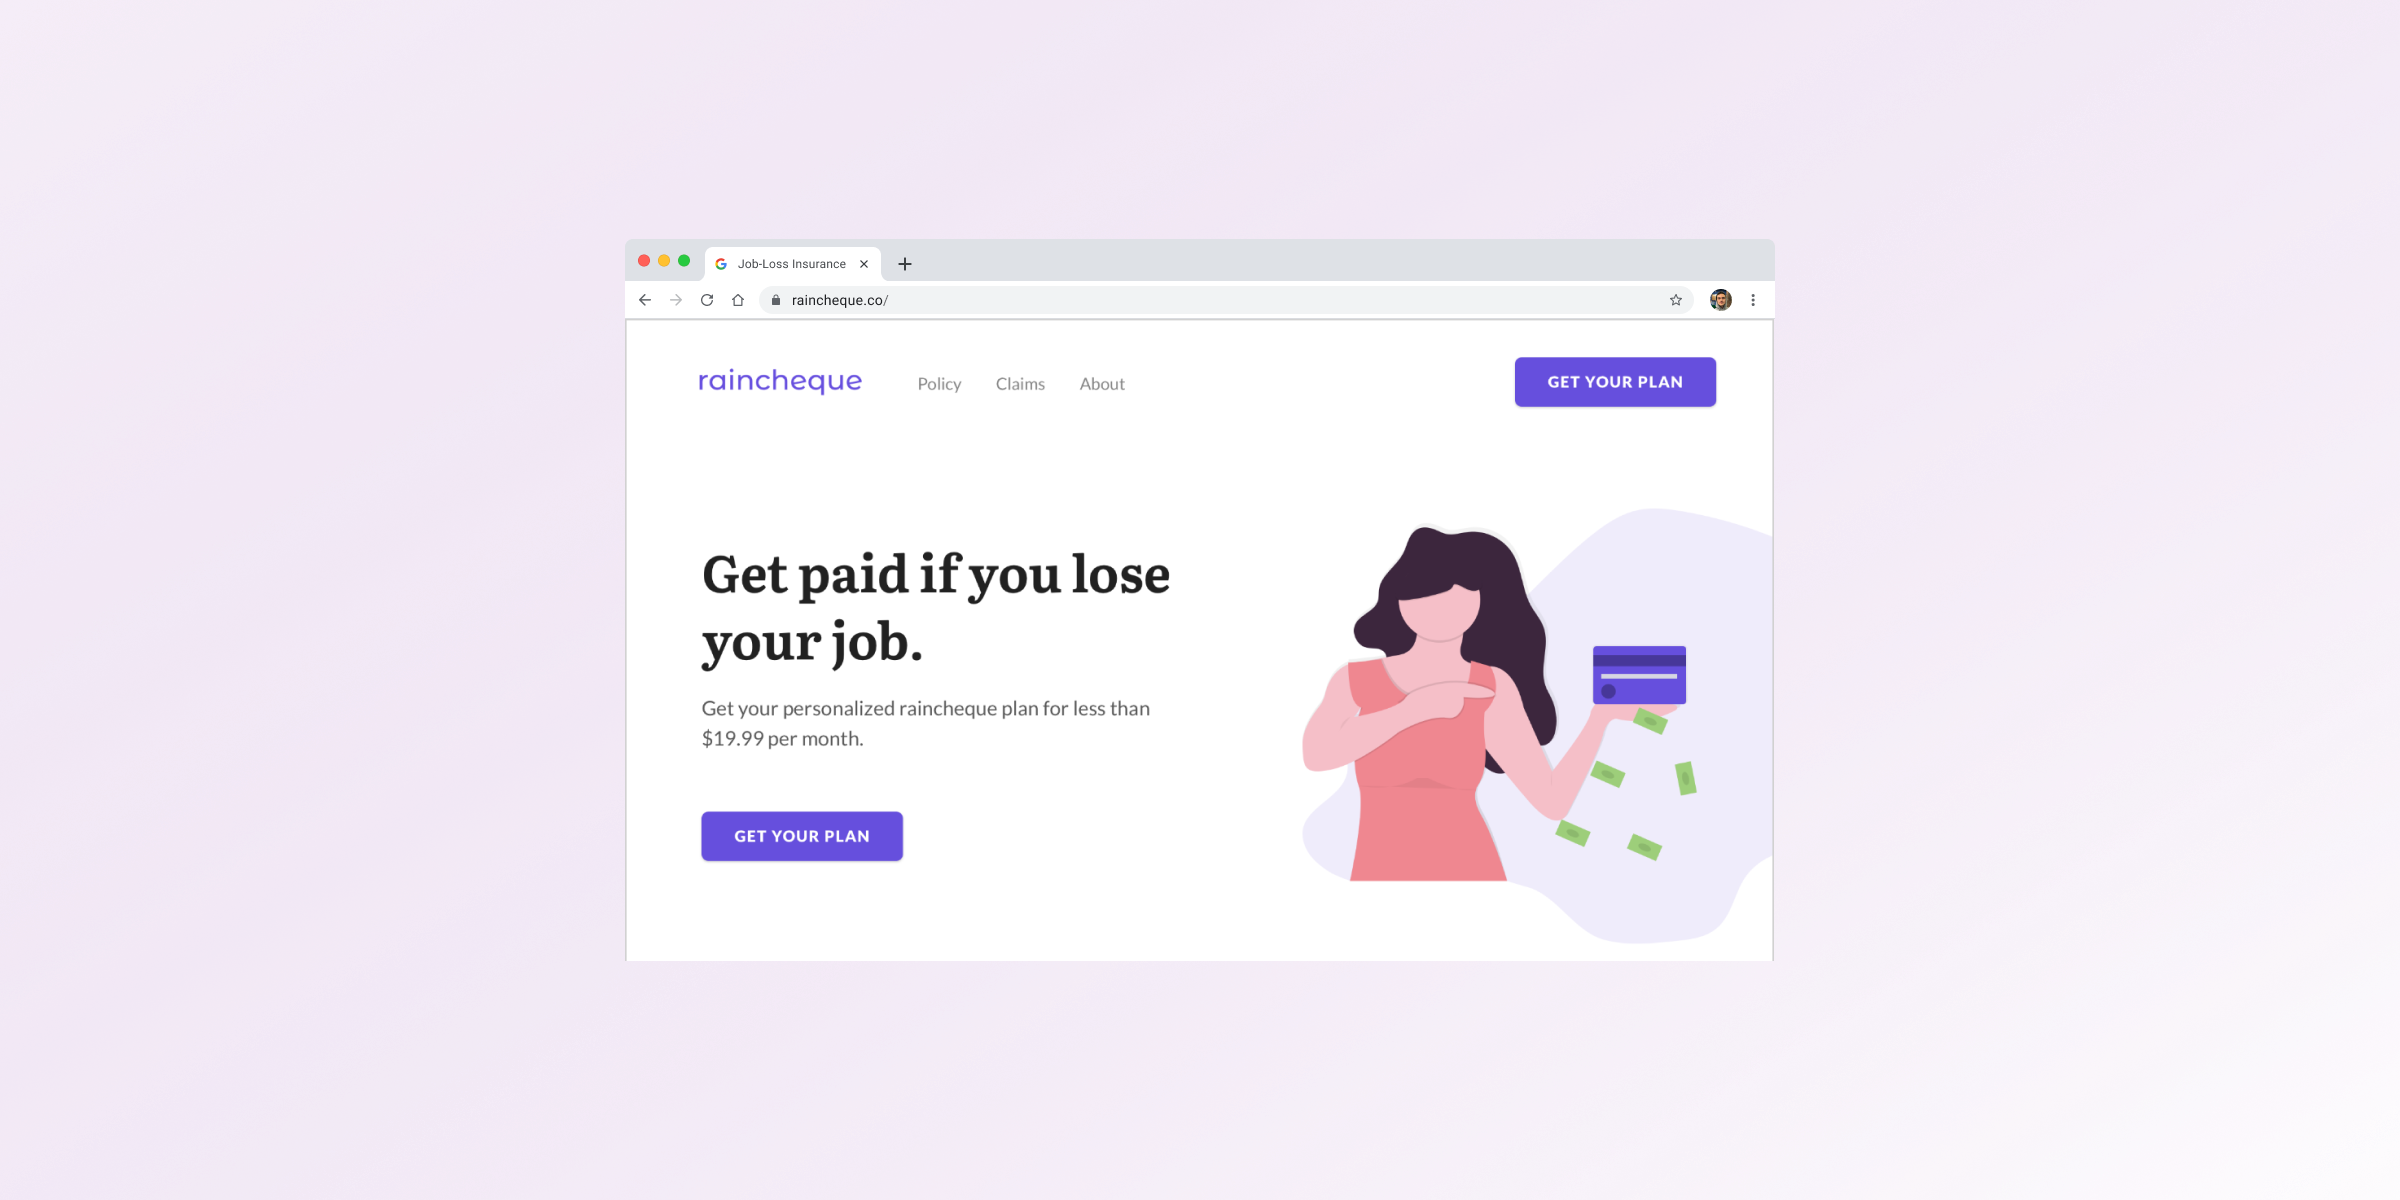 Job-Loss Insurance
raincheque.co/
raincheque
Policy
Claims
About
GET YOUR PLAN
Get paid if you lose
your job.
Get your personalized raincheque plan for less than
$19.99 per month.
GET YOUR PLAN